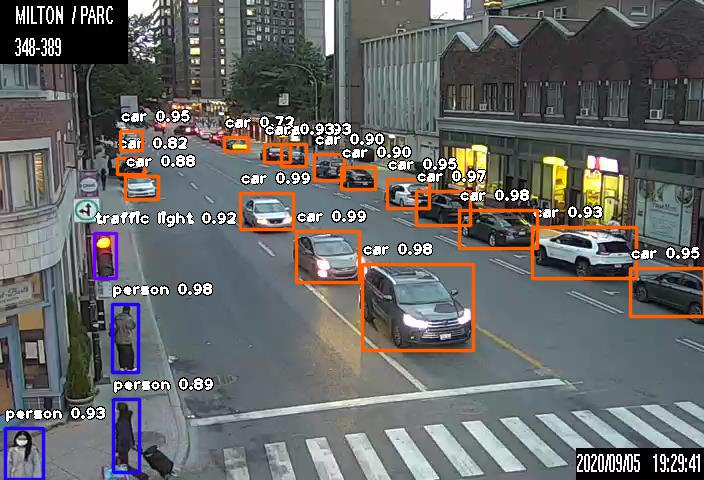 MILTON / PARC
348-389
car 0.95
car 0.72
car 0.93
car 0.82
car 0.90
car 0.88
car 0.90
car 0.95
car 0.99
car 0.97
traffic light 0.92
car 0.99
car 0.98
car 0.93
car 0.98
car 0.95
person 0.98
person 0.89
person 0.93
2020/09/05 19:29:41